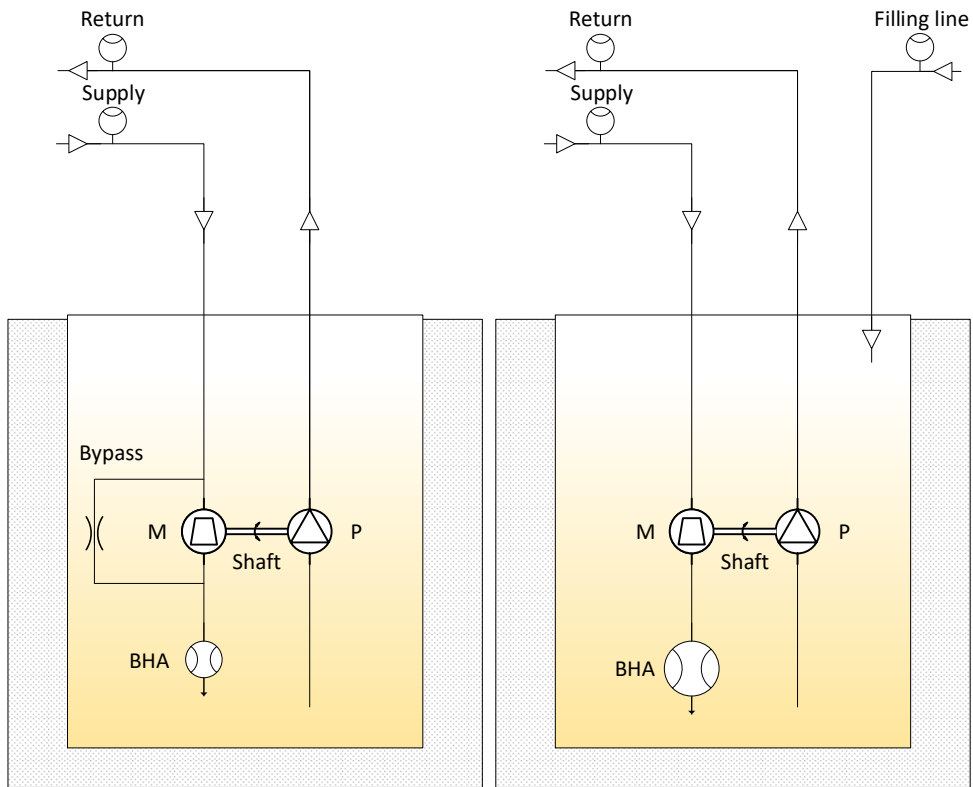 Return
Supply
Bypass
M
P
Shaft
BHA
Return
Filling line
Supply
M
P
Shaft
BHA